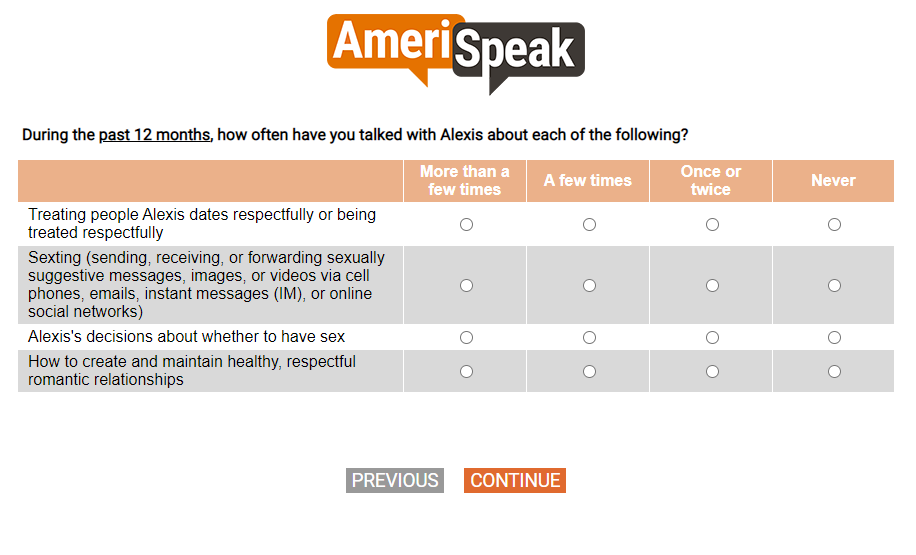 AmeriSpeak
During the past 12 months, how often have you talked with Alexis about each of the following?
More than a
few times
A few times
Once or
twice
Never
Treating people Alexis dates respectfully or being
treated respectfully
Sexting (sending, receiving, or forwarding sexually
suggestive messages, images, or videos via cell
phones, emails, instant messages (IM), or online
social networks)
Alexis's decisions about whether to have sex
How to create and maintain healthy, respectful
romantic relationships
PREVIOUS
CONTINUE